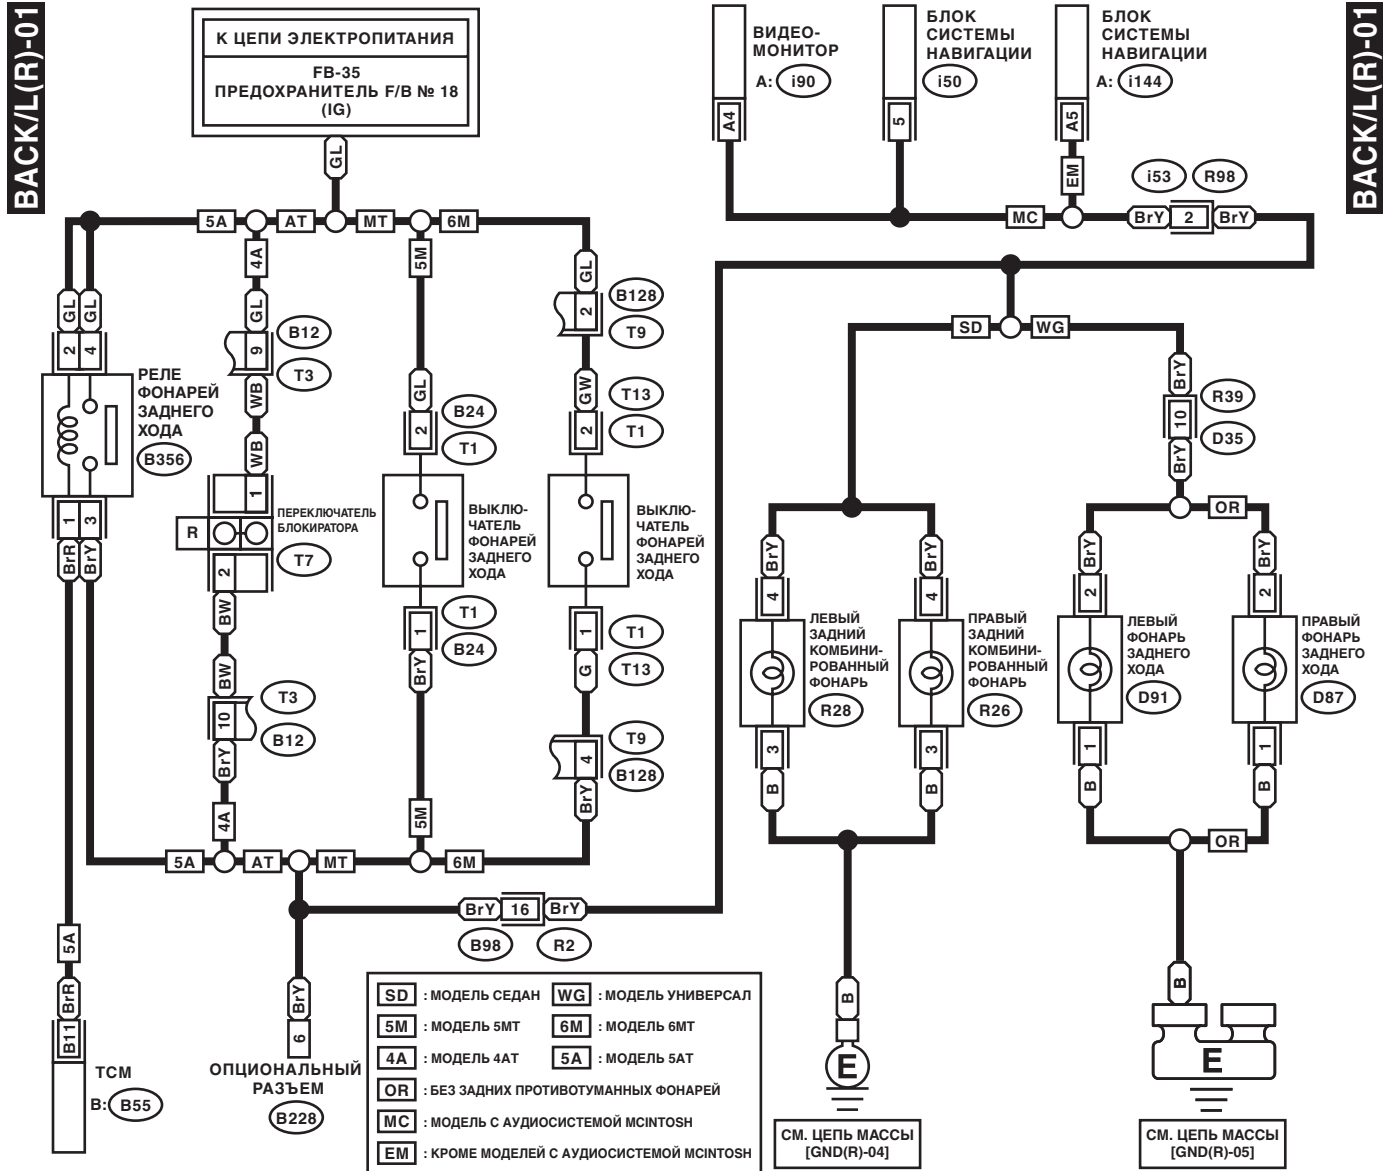 BACK/L(R)-01
BACK/L(R)-01
К ЦЕПИ ЭЛЕКТРОПИТАНИЯ
FB-35
ПРЕДОХРАНИТЕЛЬ F/B № 18
(IG)
GL
ВИДЕО-
МОНИТОР
A: i90
A4
БЛОК
СИСТЕМЫ
НАВИГАЦИИ
i50
5
БЛОК
СИСТЕМЫ
НАВИГАЦИИ
A: i144
A5
EM
i53 R98
MC BrY 2 BrY
5A AT MT 6M
4A
5M
GL GL
2 4
РЕЛЕ
ФОНАРЕЙ
ЗАДНЕГО
ХОДА
B356
1 3
BrR BrY
GL
9
B12
T3
WB
WB
1
ПЕРЕКЛЮЧАТЕЛЬ
БЛОКИРАТОРА
R
T7
2
BW
BW
T3
10
B12
BrY
4A
GL
2
B24
T1
ВЫКЛЮ-
ЧАТЕЛЬ
ФОНАРЕЙ
ЗАДНЕГО
ХОДА
1
T1
B24
BrY
5M
GL
2
B128
T9
GW
T13
2
T1
ВЫКЛЮ-
ЧАТЕЛЬ
ФОНАРЕЙ
ЗАДНЕГО
ХОДА
1
T1
G
T13
T9
4
B128
BrY
5A AT MT 6M
BrY 16 BrY
B98 R2
5A
BrR
B11
TCM
B: B55
BrY
6
ОПЦИОНАЛЬНЫЙ
РАЗЪЕМ
B228
SD WG
BrY
R39
10
D35
BrY
OR
BrY
4
ЛЕВЫЙ
ЗАДНИЙ
КОМБИНИ-
РОВАННЫЙ
ФОНАРЬ
R28
3
B
BrY
4
ПРАВЫЙ
ЗАДНИЙ
КОМБИНИ-
РОВАННЫЙ
ФОНАРЬ
R26
3
B
BrY
2
ЛЕВЫЙ
ФОНАРЬ
ЗАДНЕГО
ХОДА
D91
1
B
BrY
2
ПРАВЫЙ
ФОНАРЬ
ЗАДНЕГО
ХОДА
D87
1
B
OR
B
E
СМ. ЦЕПЬ МАССЫ
[GND(R)-04]
B
E
СМ. ЦЕПЬ МАССЫ
[GND(R)-05]
SD : МОДЕЛЬ СЕДАН WG : МОДЕЛЬ УНИВЕРСАЛ
5M : МОДЕЛЬ 5MT 6M : МОДЕЛЬ 6MT
4A : МОДЕЛЬ 4AT 5A : МОДЕЛЬ 5AT
OR : БЕЗ ЗАДНИХ ПРОТИВОТУМАННЫХ ФОНАРЕЙ
MC : МОДЕЛЬ С АУДИОСИСТЕМОЙ MCINTOSH
EM : КРОМЕ МОДЕЛЕЙ С АУДИОСИСТЕМОЙ MCINTOSH